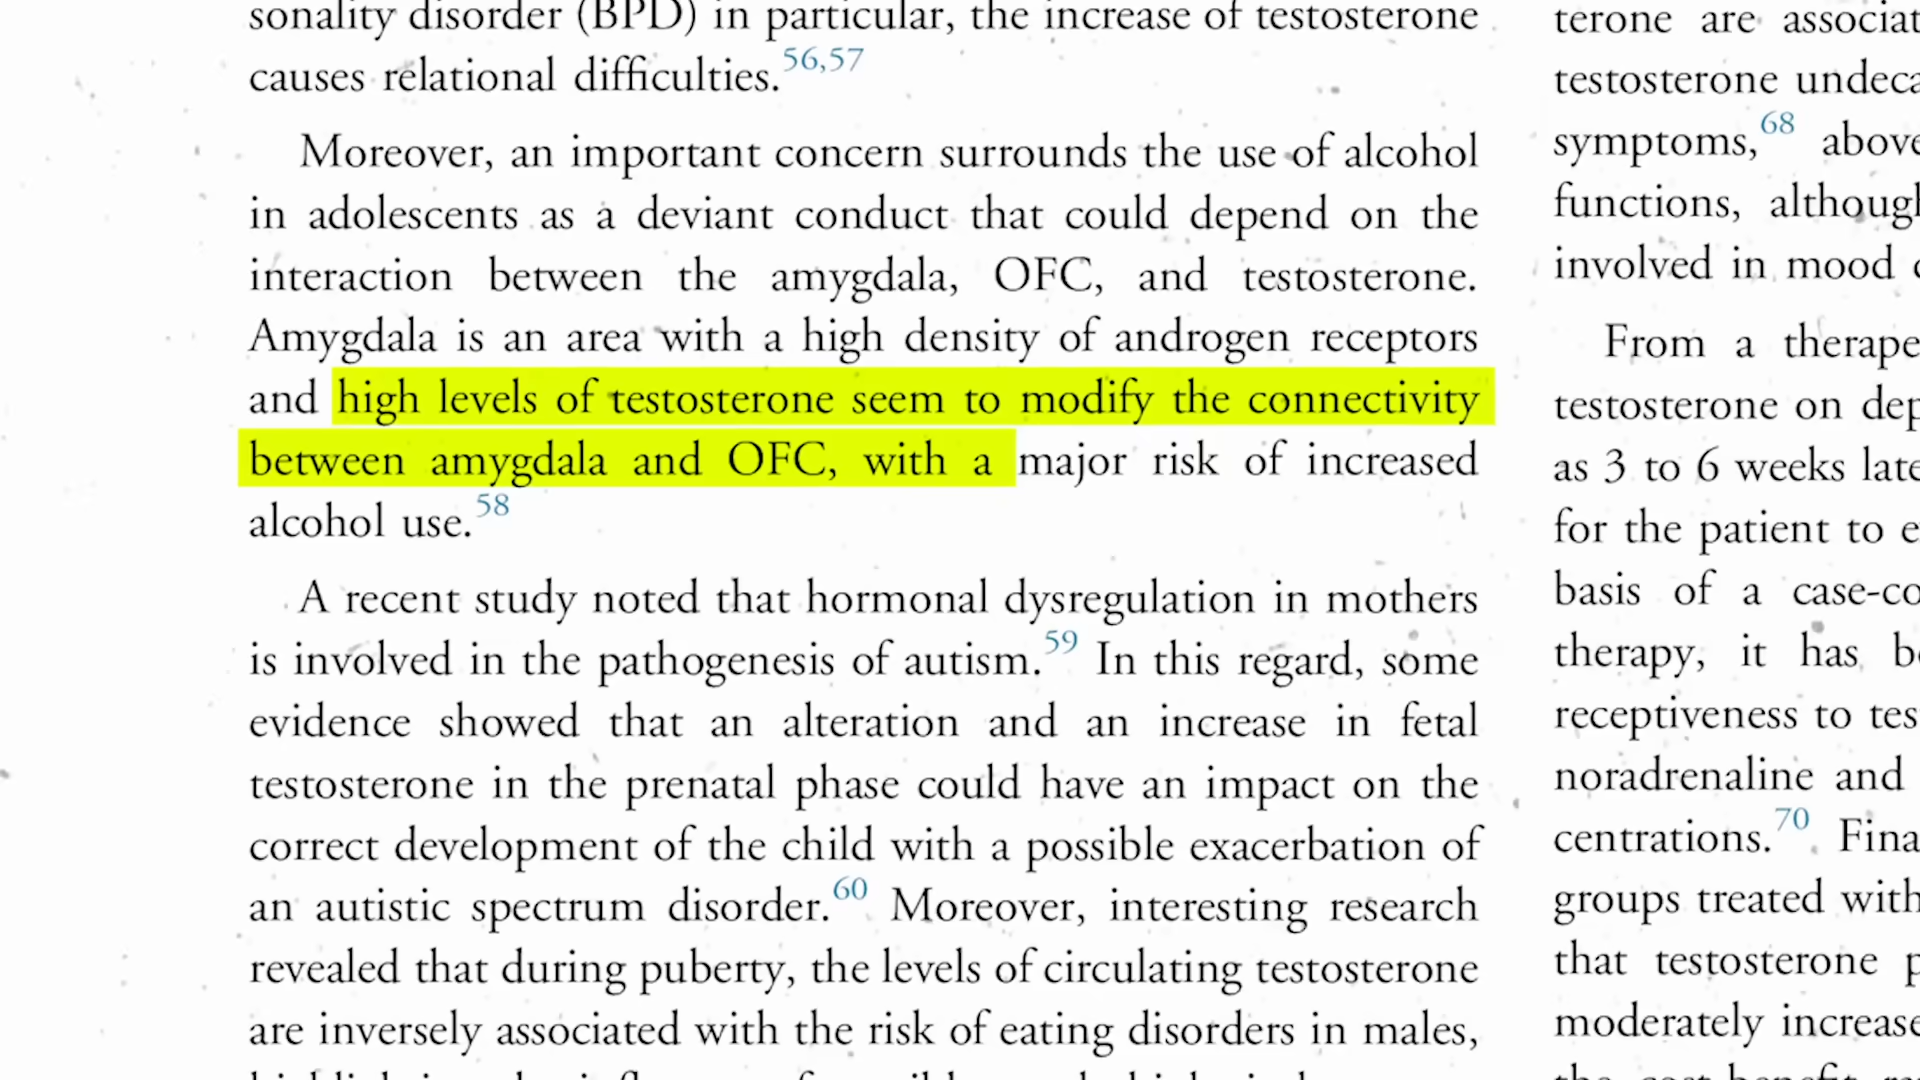 sonality disorder (BPD) in particular, the increase of testosterone
causes relational difficulties.56,57
Moreover, an important concern surrounds the use of alcohol
in adolescents as a deviant conduct that could depend on the
interaction between the amygdala, OFC, and testosterone.
Amygdala is an area with a high density of androgen receptors
and high levels of testosterone seem to modify the connectivity
between amygdala and OFC, with a major risk of increased
alcohol use.58
A recent study noted that hormonal dysregulation in mothers
is involved in the pathogenesis of autism.59 In this regard, some
evidence showed that an alteration and an increase in fetal
testosterone in the prenatal phase could have an impact on the
correct development of the child with a possible exacerbation of
an autistic spectrum disorder.60 Moreover, interesting research
revealed that during puberty, the levels of circulating testosterone
are inversely associated with the risk of eating disorders in males,
terone are associat
testosterone undeca
symptoms,68 above
functions, although
involved in mood
From a therape
testosterone on dep
as 3 to 6 weeks late
for the patient to e
basis of a case-co
therapy, it has b
receptiveness to tes
noradrenaline and
centrations.70 Fina
groups treated with
that testosterone p
moderately increase